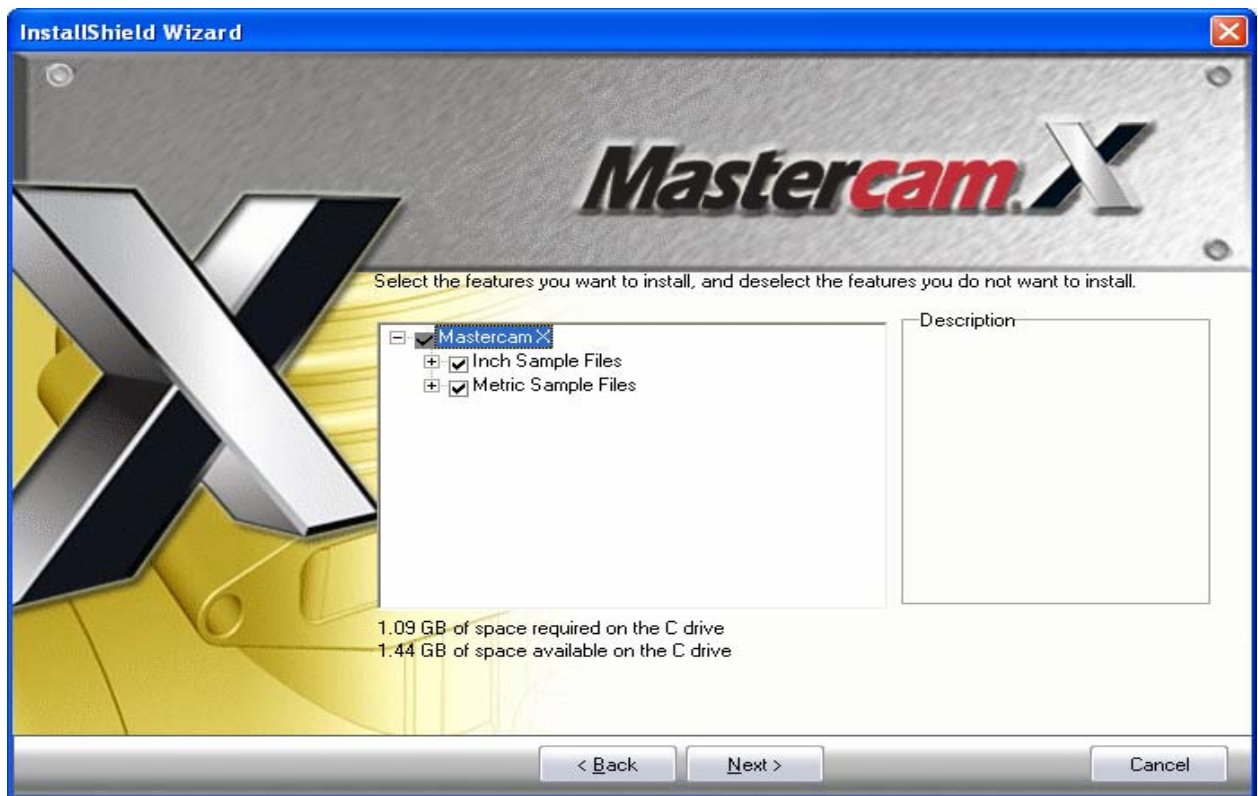 InstallShield Wizard
Mastercam.X
Select the features you want to install, and deselect the features you do not want to install.
Mastercam X
Inch Sample Files
Metric Sample Files
Description
1.09 GB of space required on the C drive
1.44 GB of space available on the C drive
< Back
Next >
Cancel